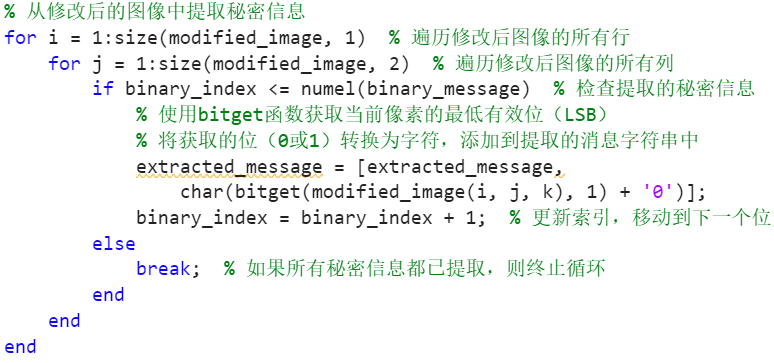 % 从修改后的图像中提取秘密信息
for i = 1:size(modified_image, 1)  % 遍历修改后图像的所有行
    for j = 1:size(modified_image, 2)  % 遍历修改后图像的所有列
        if binary_index <= numel(binary_message)  % 检查提取的秘密信息
            % 使用bitget函数获取当前像素的最低有效位（LSB）
            % 将获取的位（0或1）转换为字符，添加到提取的消息字符串中
            extracted_message = [extracted_message,
                char(bitget(modified_image(i, j, k), 1) + '0')];
            binary_index = binary_index + 1;  % 更新索引，移动到下一个位
        else
            break;  % 如果所有秘密信息都已提取，则终止循环
        end
    end
end